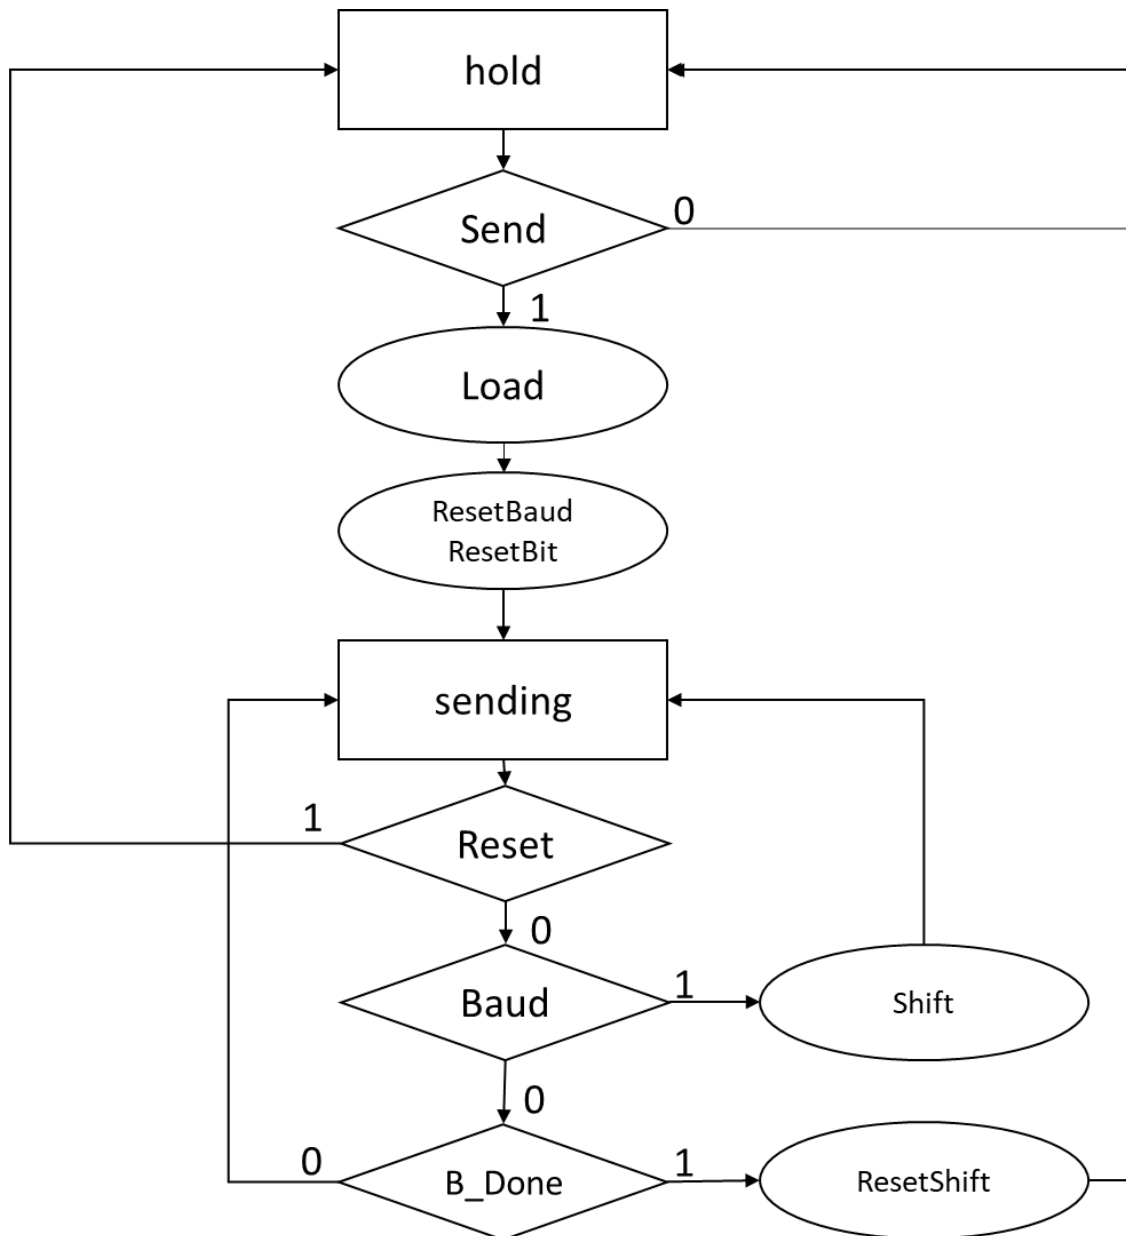 hold
Send
0
1
Load
ResetBaud
ResetBit
sending
1
Reset
0
Baud
1
Shift
0
0
B_Done
1
ResetShift